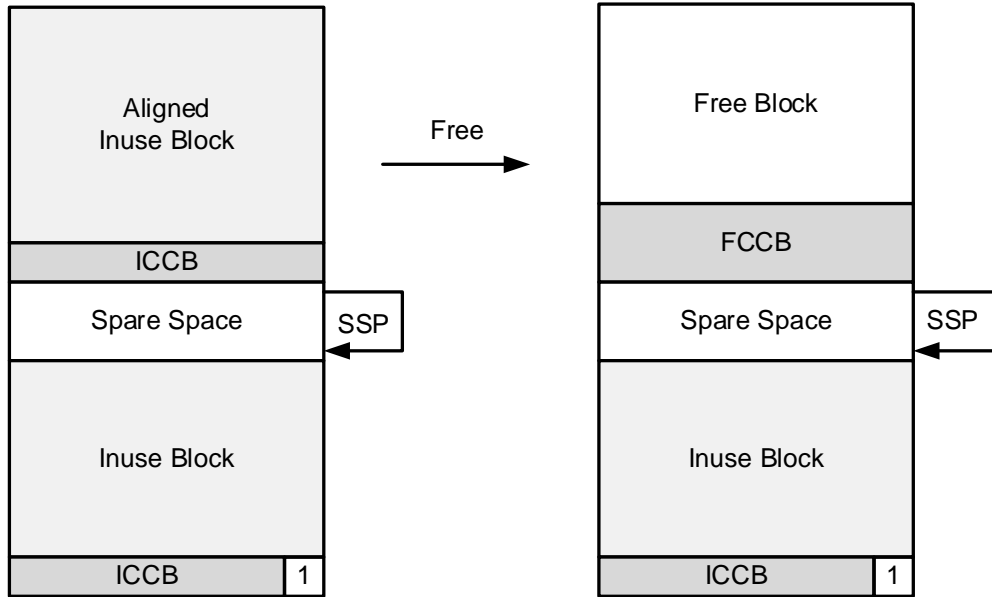 Aligned
Inuse Block
ICCB
Spare Space
SSP
Inuse Block
ICCB
1
Free
Free Block
FCCB
Spare Space
SSP
Inuse Block
ICCB
1